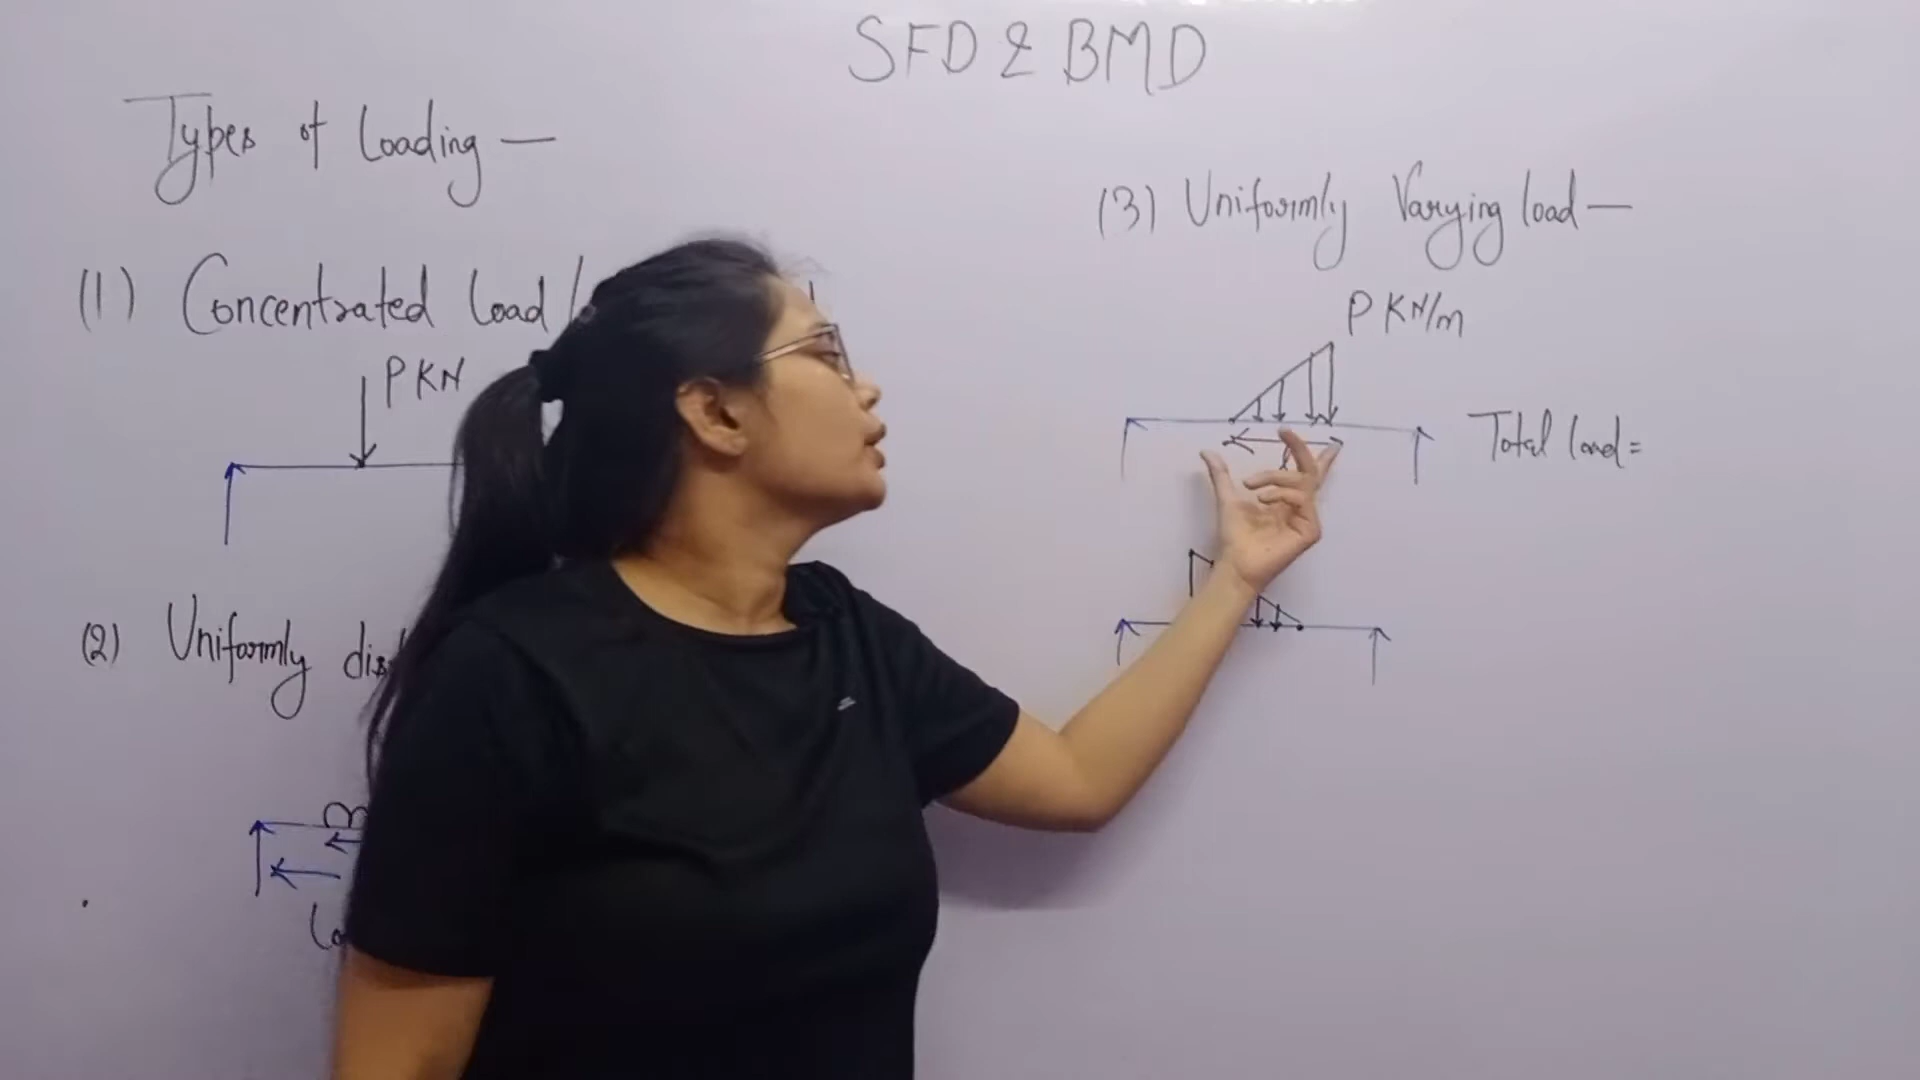 SFD & BMD
Types of loading —
(1) Concentrated load /
P KN
(2) Uniformly
(3) Uniformly Varying load —
P KN/m
l
Total load =